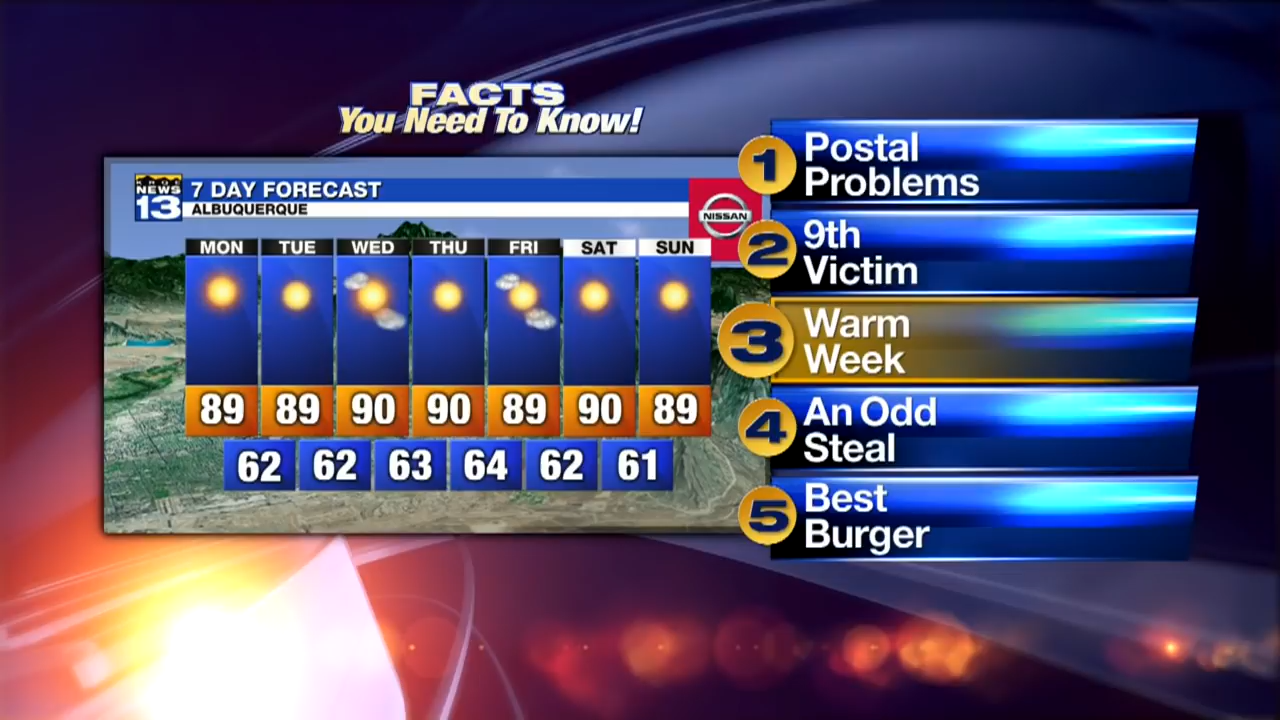 FACTS
You Need To Know!
KRQE
NEWS
13
7 DAY FORECAST
ALBUQUERQUE
NISSAN
MON TUE WED THU FRI SAT SUN
89 89 90 90 89 90 89
62 62 63 64 62 61
1 Postal
Problems
2 9th
Victim
3 Warm
Week
4 An Odd
Steal
5 Best
Burger